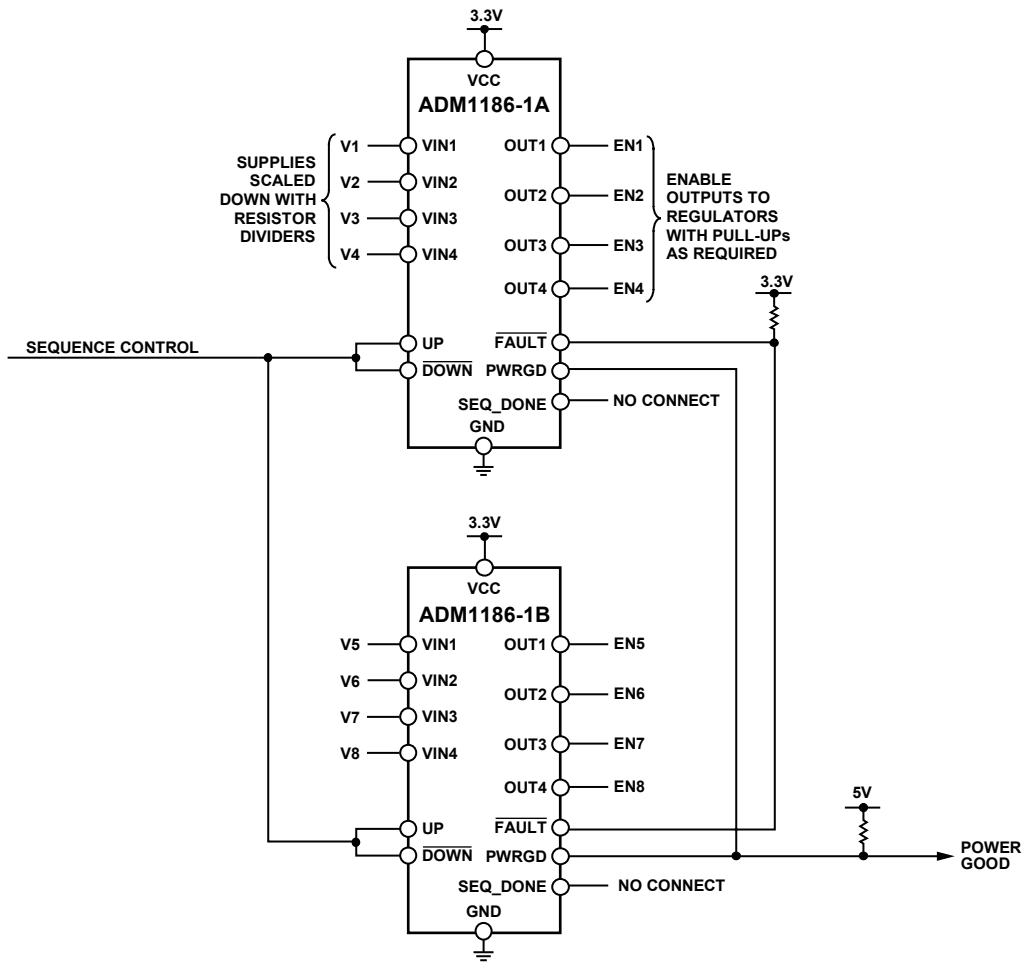 3.3V
VCC
ADM1186-1A
SUPPLIES
SCALED
DOWN WITH
RESISTOR
DIVIDERS
V1
V2
V3
V4
VIN1
VIN2
VIN3
VIN4
OUT1
OUT2
OUT3
OUT4
EN1
EN2
EN3
EN4
ENABLE
OUTPUTS TO
REGULATORS
WITH PULL-UPs
AS REQUIRED
3.3V
SEQUENCE CONTROL
UP
DOWN
FAULT
PWRGD
SEQ_DONE
NO CONNECT
GND
3.3V
VCC
ADM1186-1B
V5
V6
V7
V8
VIN1
VIN2
VIN3
VIN4
OUT1
OUT2
OUT3
OUT4
EN5
EN6
EN7
EN8
5V
UP
DOWN
FAULT
PWRGD
SEQ_DONE
NO CONNECT
GND
POWER
GOOD